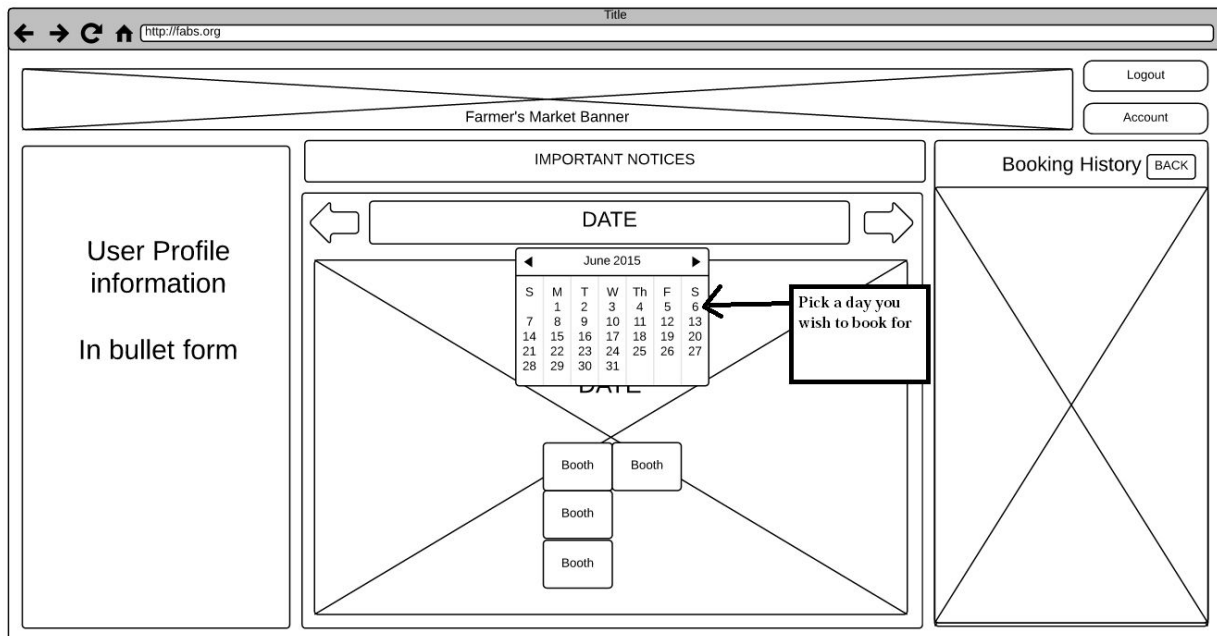 Title
http://fabs.org
Logout
Farmer's Market Banner
Account
IMPORTANT NOTICES
Booking History
BACK
DATE
User Profile
information
In bullet form
June 2015
S M T W Th F S
1 2 3 4 5 6
7 8 9 10 11 12 13
14 15 16 17 18 19 20
21 22 23 24 25 26 27
28 29 30 31
Pick a day you
wish to book for
DATE
Booth Booth
Booth
Booth